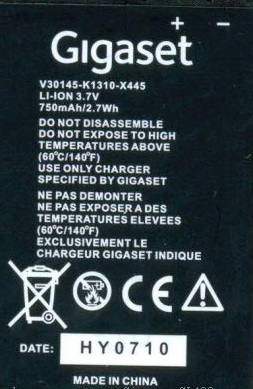 + -
Gigaset
V30145-K1310-X445
LI-ION 3.7V
750mAh/2.7Wh
DO NOT DISASSEMBLE
DO NOT EXPOSE TO HIGH
TEMPERATURES ABOVE
(60°C/140°F)
USE ONLY CHARGER
SPECIFIED BY GIGASET
NE PAS DEMONTER
NE PAS EXPOSER A DES
TEMPERATURES ELEVEES
(60°C/140°F)
EXCLUSIVEMENT LE
CHARGEUR GIGASET INDIQUE
CE
DATE: HY0710
MADE IN CHINA